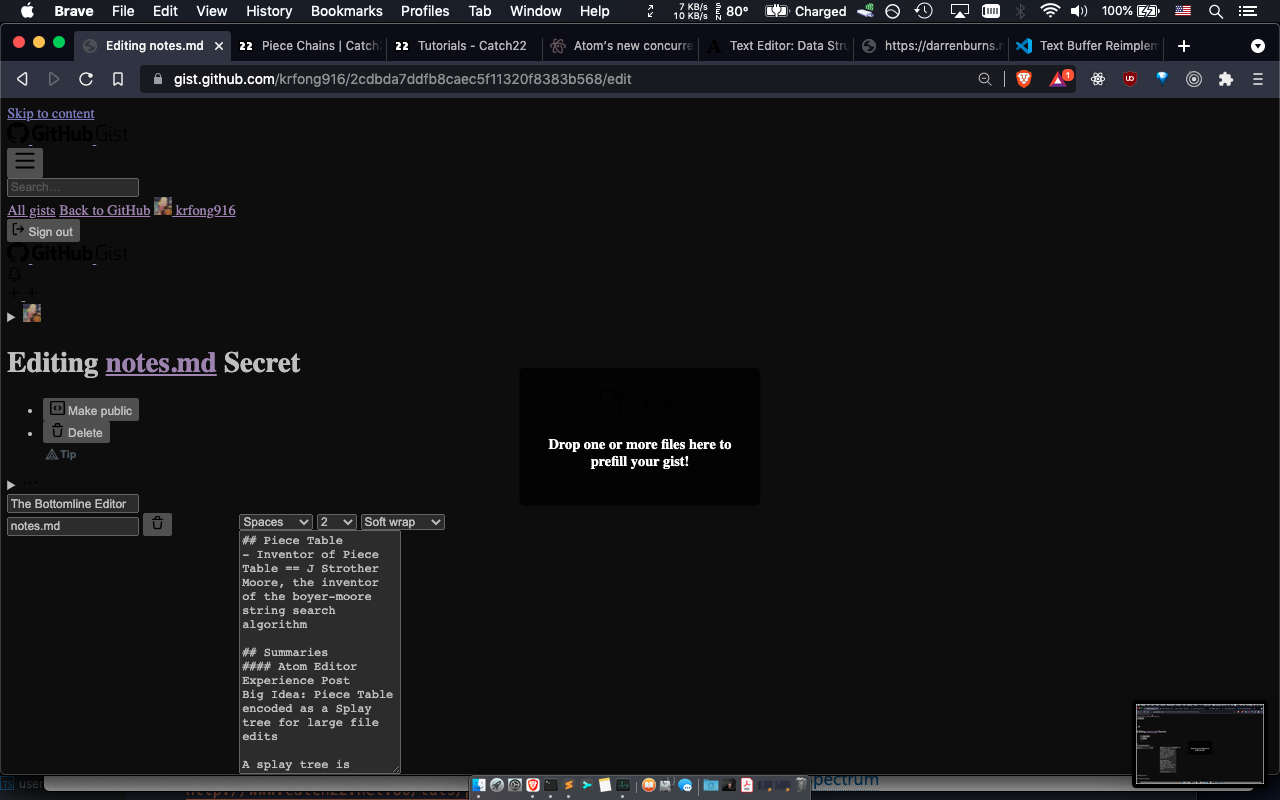 Brave File Edit View History Bookmarks Profiles Tab Window Help 7 KB/s 10 KB/s SEN 80° Charged 100%
Editing notes.md Piece Chains | Catch Tutorials - Catch22 Atom's new concurre Text Editor: Data Stru https://darrenburns.r Text Buffer Reimplem
gist.github.com/krfong916/2cdbda7ddfb8caec5f11320f8383b568/edit 1
Skip to content
GitHub Gist
Search...
All gists Back to GitHub krfong916
Sign out
GitHub Gist
Editing notes.md Secret
Make public
Delete
Tip
Drop one or more files here to
prefill your gist!
The Bottomline Editor
notes.md
Spaces 2 Soft wrap
## Piece Table
- Inventor of Piece
Table == J Strother
Moore, the inventor
of the boyer-moore
string search
algorithm
## Summaries
#### Atom Editor
Experience Post
Big Idea: Piece Table
encoded as a Splay
tree for large file
edits
A splay tree is
user
pectrum